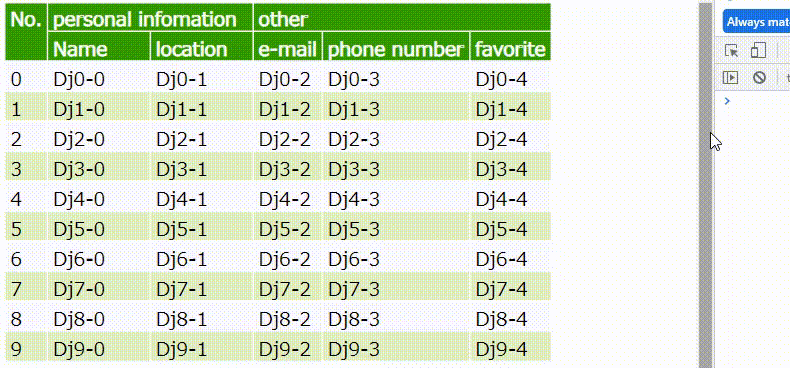 No. personal infomation other
Name location e-mail phone number favorite
0 Dj0-0 Dj0-1 Dj0-2 Dj0-3 Dj0-4
1 Dj1-0 Dj1-1 Dj1-2 Dj1-3 Dj1-4
2 Dj2-0 Dj2-1 Dj2-2 Dj2-3 Dj2-4
3 Dj3-0 Dj3-1 Dj3-2 Dj3-3 Dj3-4
4 Dj4-0 Dj4-1 Dj4-2 Dj4-3 Dj4-4
5 Dj5-0 Dj5-1 Dj5-2 Dj5-3 Dj5-4
6 Dj6-0 Dj6-1 Dj6-2 Dj6-3 Dj6-4
7 Dj7-0 Dj7-1 Dj7-2 Dj7-3 Dj7-4
8 Dj8-0 Dj8-1 Dj8-2 Dj8-3 Dj8-4
9 Dj9-0 Dj9-1 Dj9-2 Dj9-3 Dj9-4
Always mat